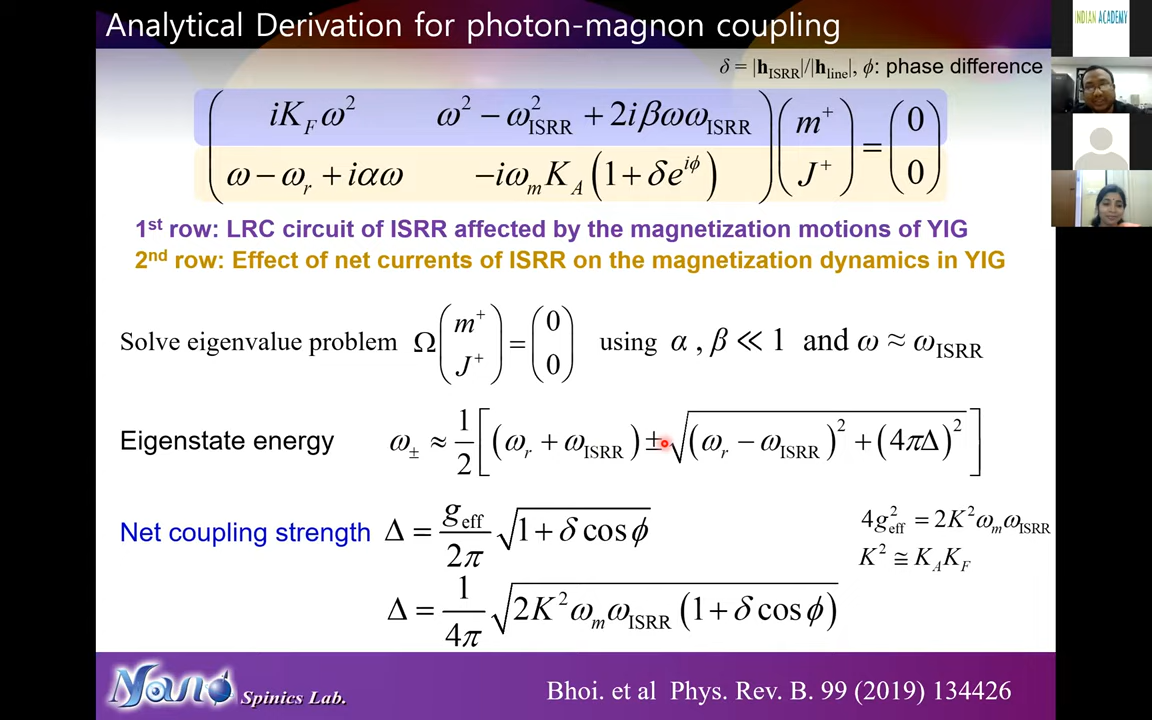 Analytical Derivation for photon-magnon coupling
INDIAN ACADEMY
δ = |h_ISRR|/|h_line|, ϕ: phase difference
( iK_F ω²   ω² − ω²_ISRR + 2iβωω_ISRR ) ( m⁺ ) = ( 0 )
( ω − ω_r + iαω   −iω_m K_A (1 + δe^{iϕ}) ) ( J⁺ ) ( 0 )
1st row: LRC circuit of ISRR affected by the magnetization motions of YIG
2nd row: Effect of net currents of ISRR on the magnetization dynamics in YIG
Solve eigenvalue problem Ω ( m⁺ J⁺ ) = ( 0 0 ) using α , β ≪ 1 and ω ≈ ω_ISRR
Eigenstate energy ω_± ≈ 1/2 [ (ω_r + ω_ISRR) ± √( (ω_r − ω_ISRR)² + (4πΔ)² ) ]
Net coupling strength Δ = g_eff/2π √(1 + δ cos ϕ)
4g²_eff = 2K²ω_m ω_ISRR
K² ≅ K_A K_F
Δ = 1/4π √(2K²ω_m ω_ISRR (1 + δ cos ϕ))
Nano Spinics Lab.
Bhoi. et al Phys. Rev. B. 99 (2019) 134426